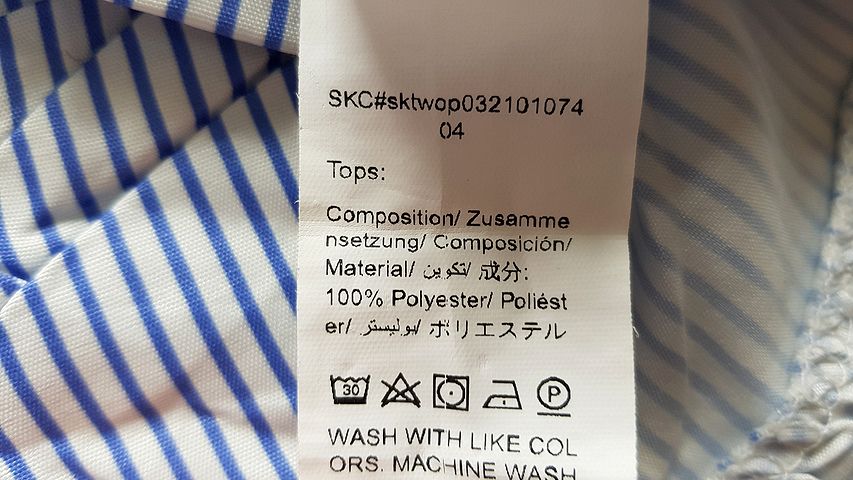 SKC#sktwop032101074
04
Tops:
Composition/ Zusamme
nsetzung/ Composición/
Material/ تكوين/ 成分:
100% Polyester/ Poliést
er/ بوليستر/ ポリエステル
30 P
WASH WITH LIKE COL
ORS. MACHINE WASH